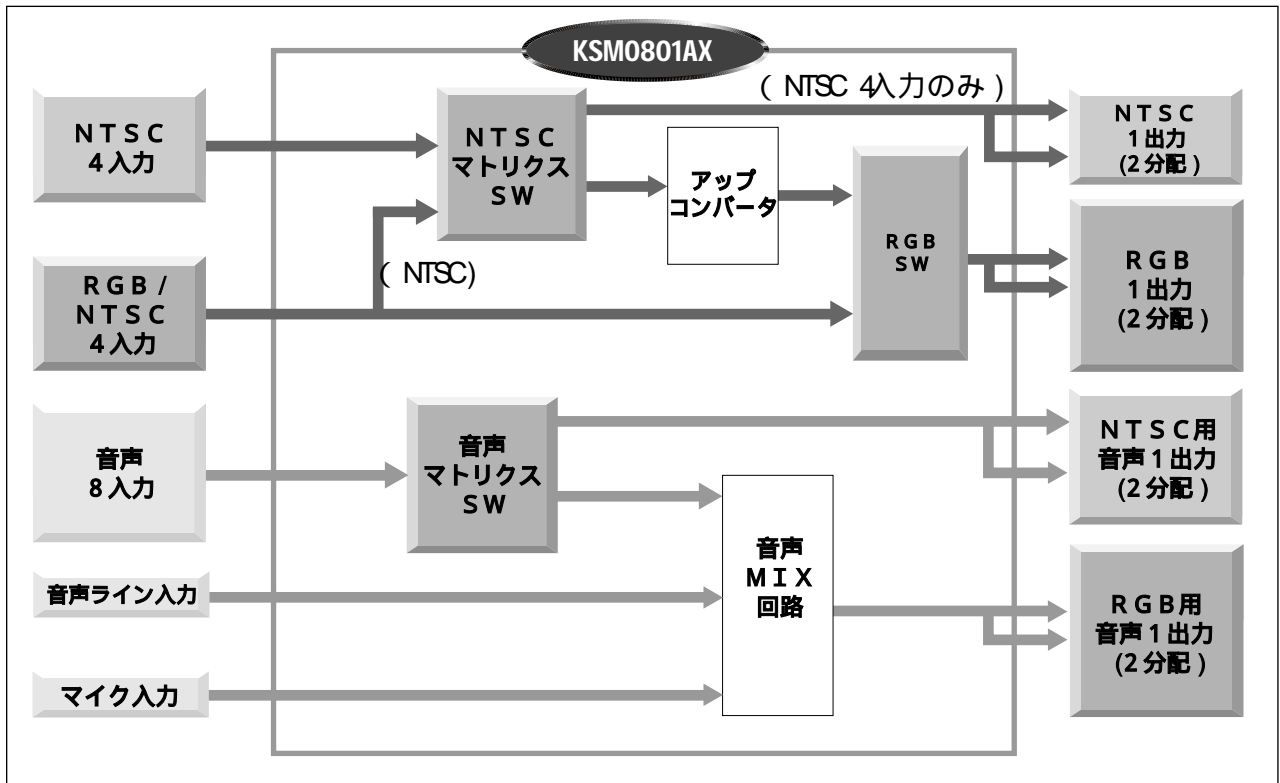 KSM0801AX
( NTSC 4入力のみ )
NTSC
4入力
NTSC
マトリクス
SW
アップ
コンバータ
NTSC
1出力
(2分配)
RGB
SW
( NTSC)
RGB /
NTSC
4入力
RGB
1出力
(2分配)
音声
8入力
音声
マトリクス
SW
NTSC用
音声1出力
(2分配)
音声
MIX
回路
音声ライン入力
RGB用
音声1出力
(2分配)
マイク入力